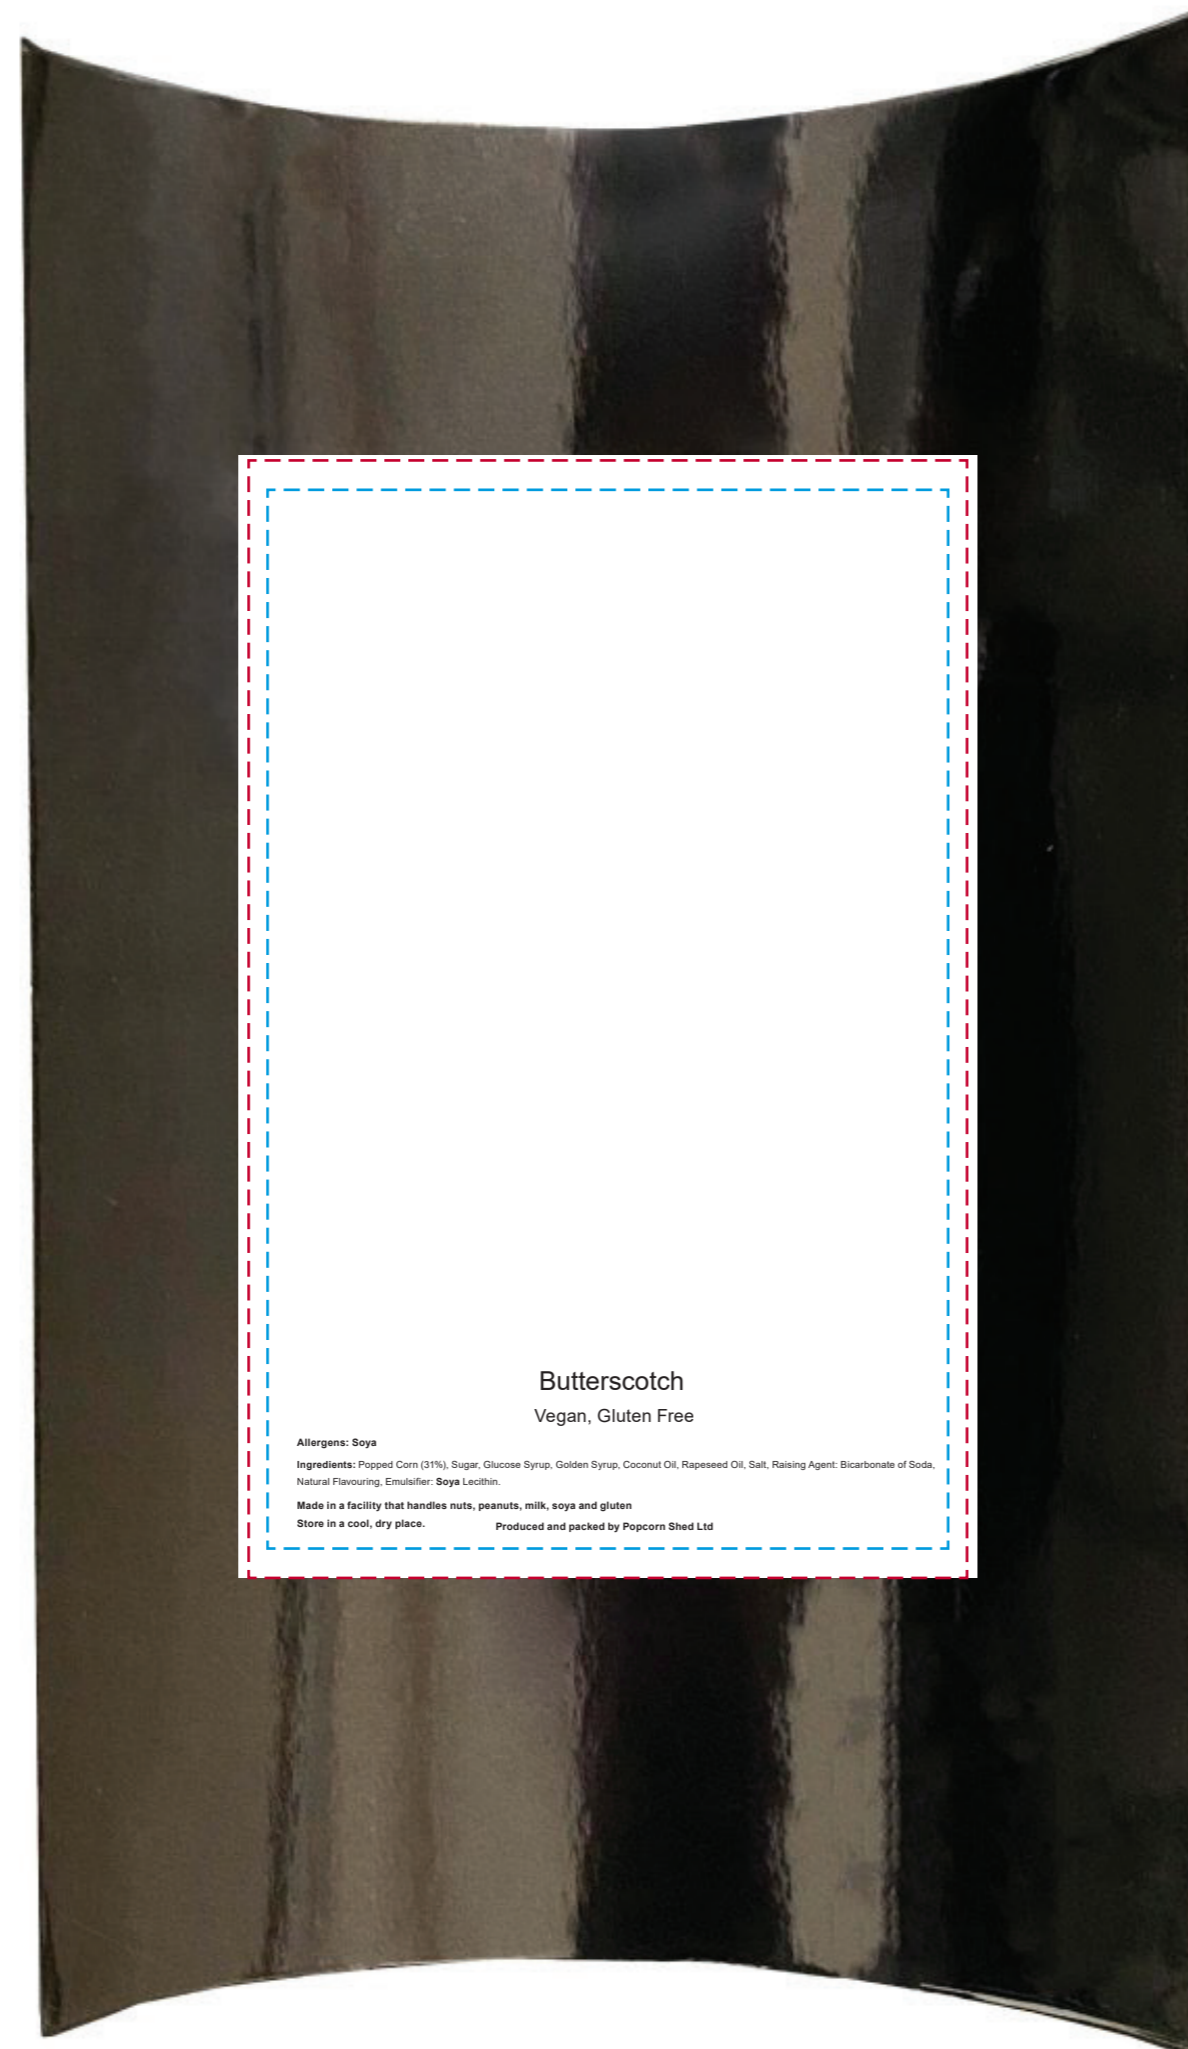 Butterscotch
Vegan, Gluten Free
Allergens: Soya
Ingredients: Popped Corn (31%), Sugar, Glucose Syrup, Golden Syrup, Coconut Oil, Rapeseed Oil, Salt, Raising Agent: Bicarbonate of Soda,
Natural Flavouring, Emulsifier: Soya Lecithin.
Made in a facility that handles nuts, peanuts, milk, soya and gluten
Store in a cool, dry place.
Produced and packed by Popcorn Shed Ltd